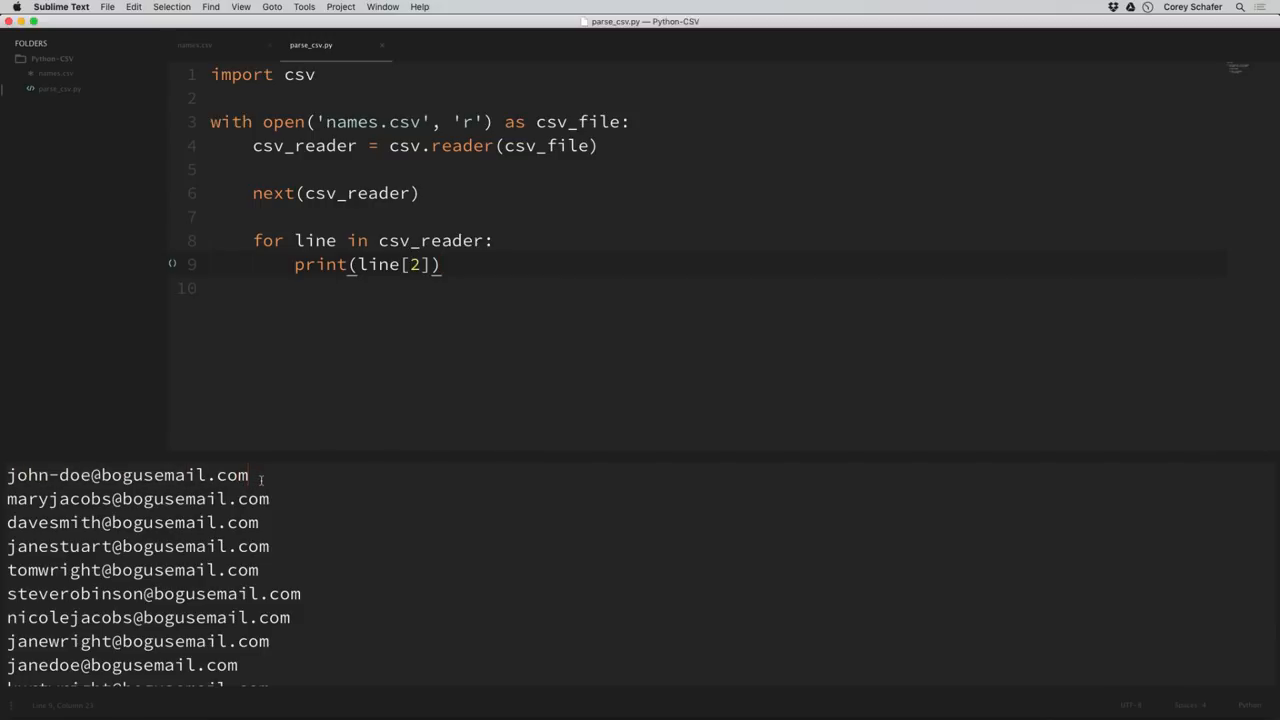 Sublime Text File Edit Selection Find View Goto Tools Project Window Help Corey Schafer
parse_csv.py — Python-CSV
FOLDERS
Python-CSV
names.csv
parse_csv.py
names.csv × parse_csv.py ×
1 import csv
2
3 with open('names.csv', 'r') as csv_file:
4 csv_reader = csv.reader(csv_file)
5
6 next(csv_reader)
7
8 for line in csv_reader:
() 9 print(line[2])
10
john-doe@bogusemail.com
maryjacobs@bogusemail.com
davesmith@bogusemail.com
janestuart@bogusemail.com
tomwright@bogusemail.com
steverobinson@bogusemail.com
nicolejacobs@bogusemail.com
janewright@bogusemail.com
janedoe@bogusemail.com
Line 9, Column 23 UTF-8 Spaces: 4 Python